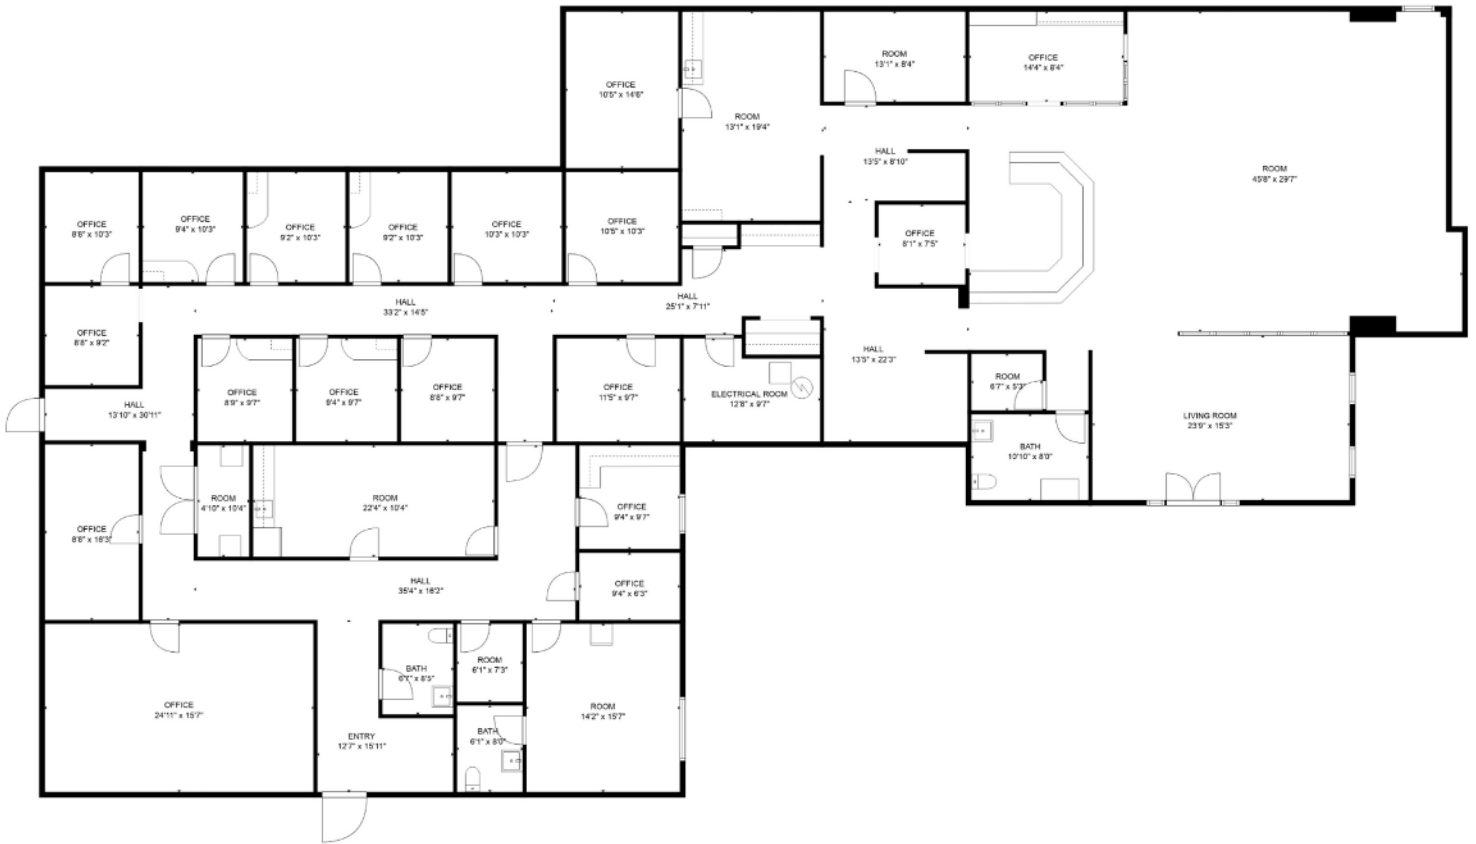 OFFICE
10'5" x 14'6"
ROOM
13'1" x 19'4"
ROOM
13'1" x 8'4"
OFFICE
14'4" x 8'4"
ROOM
45'8" x 29'7"
HALL
13'5" x 8'10"
OFFICE
8'8" x 10'3"
OFFICE
9'4" x 10'3"
OFFICE
9'2" x 10'3"
OFFICE
9'2" x 10'3"
OFFICE
10'3" x 10'3"
OFFICE
10'5" x 10'3"
OFFICE
8'1" x 7'5"
HALL
33'2" x 14'5"
HALL
25'1" x 7'11"
OFFICE
8'8" x 9'2"
HALL
13'5" x 22'3"
OFFICE
8'9" x 9'7"
OFFICE
9'4" x 9'7"
OFFICE
8'8" x 9'7"
OFFICE
11'5" x 9'7"
ELECTRICAL ROOM
12'8" x 9'7"
ROOM
6'7" x 5'3"
HALL
13'10" x 30'11"
LIVING ROOM
23'9" x 15'3"
BATH
10'10" x 8'0"
OFFICE
8'8" x 16'3"
ROOM
4'10" x 10'4"
ROOM
22'4" x 10'4"
OFFICE
9'4" x 9'7"
HALL
35'4" x 16'2"
OFFICE
9'4" x 6'3"
BATH
6'7" x 8'5"
ROOM
6'1" x 7'3"
OFFICE
24'11" x 15'7"
ROOM
14'2" x 15'7"
ENTRY
12'7" x 15'11"
BATH
6'1" x 8'0"